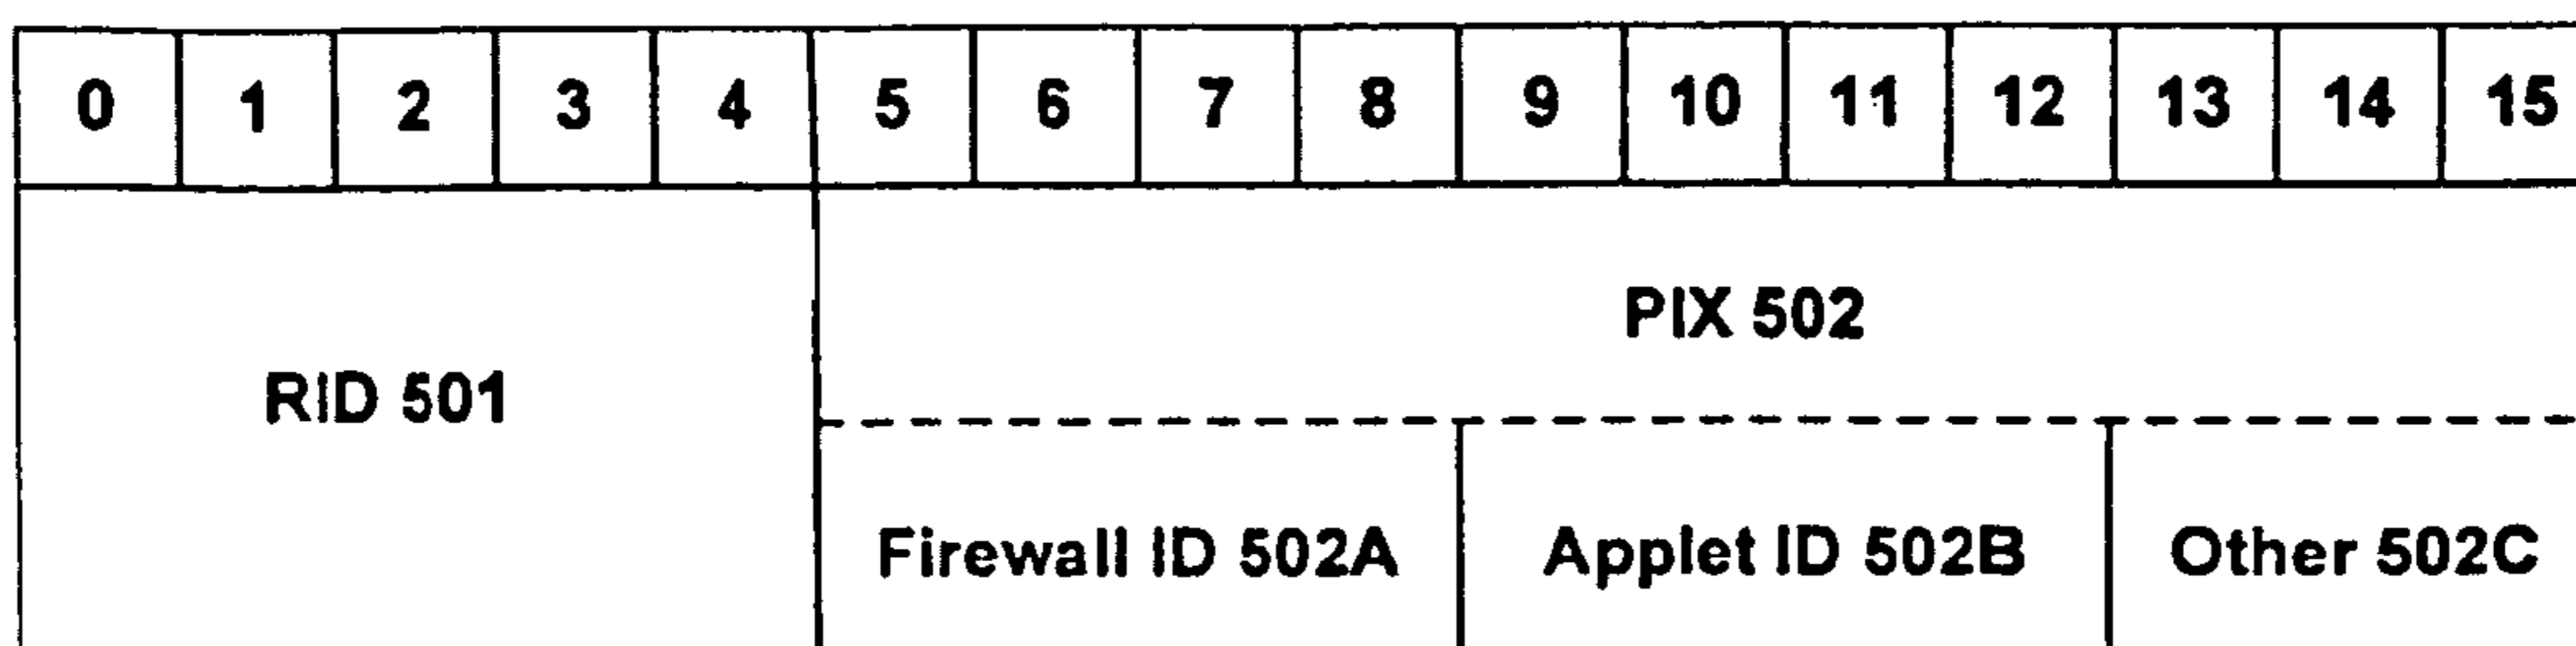 0 1 2 3 4 5 6 7 8 9 10 11 12 13 14 15
PIX 502
RID 501
Firewall ID 502A Applet ID 502B Other 502C